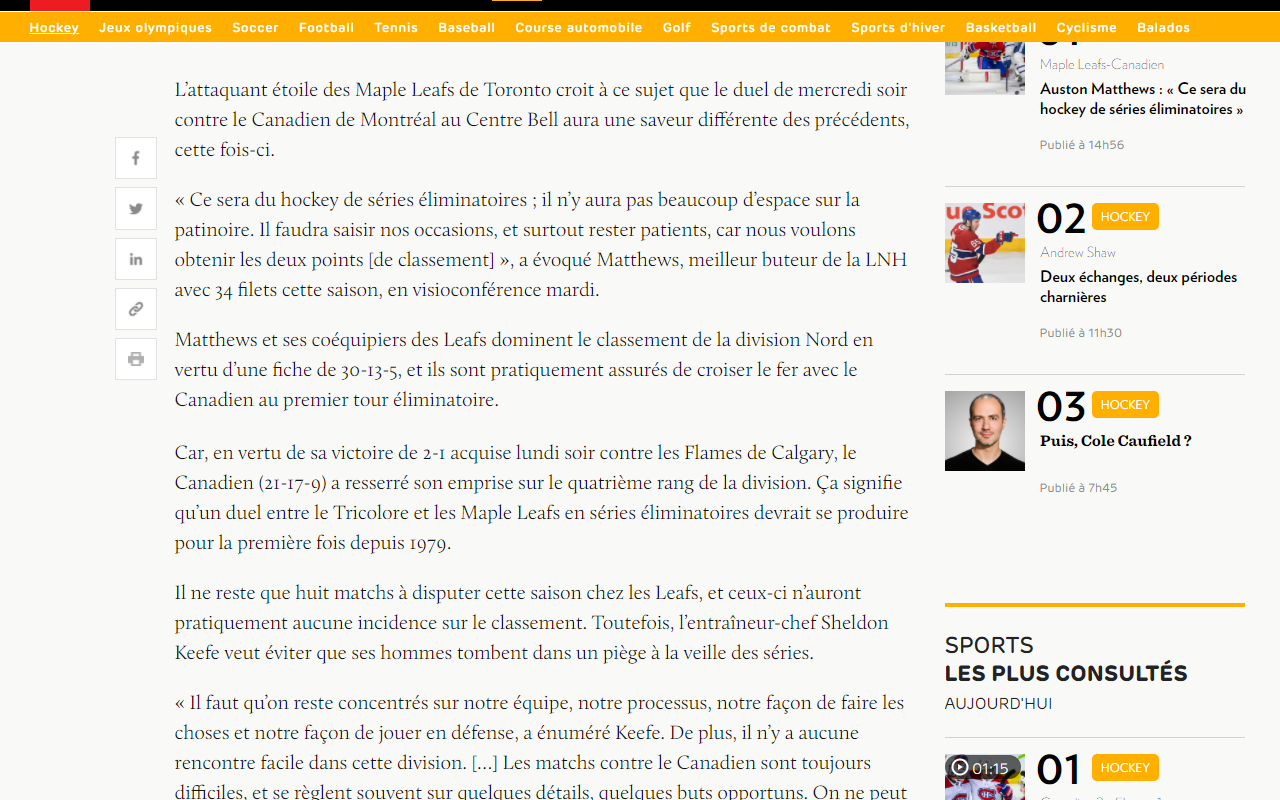 Hockey Jeux olympiques Soccer Football Tennis Baseball Course automobile Golf Sports de combat Sports d'hiver Basketball Cyclisme Balados
L'attaquant étoile des Maple Leafs de Toronto croit à ce sujet que le duel de mercredi soir
contre le Canadien de Montréal au Centre Bell aura une saveur différente des précédents,
cette fois-ci.
« Ce sera du hockey de séries éliminatoires ; il n'y aura pas beaucoup d'espace sur la
patinoire. Il faudra saisir nos occasions, et surtout rester patients, car nous voulons
obtenir les deux points [de classement] », a évoqué Matthews, meilleur buteur de la LNH
avec 34 filets cette saison, en visioconférence mardi.
Matthews et ses coéquipiers des Leafs dominent le classement de la division Nord en
vertu d'une fiche de 30-13-5, et ils sont pratiquement assurés de croiser le fer avec le
Canadien au premier tour éliminatoire.
Car, en vertu de sa victoire de 2-1 acquise lundi soir contre les Flames de Calgary, le
Canadien (21-17-9) a resserré son emprise sur le quatrième rang de la division. Ça signifie
qu'un duel entre le Tricolore et les Maple Leafs en séries éliminatoires devrait se produire
pour la première fois depuis 1979.
Il ne reste que huit matchs à disputer cette saison chez les Leafs, et ceux-ci n'auront
pratiquement aucune incidence sur le classement. Toutefois, l'entraîneur-chef Sheldon
Keefe veut éviter que ses hommes tombent dans un piège à la veille des séries.
« Il faut qu'on reste concentrés sur notre équipe, notre processus, notre façon de faire les
choses et notre façon de jouer en défense, a énuméré Keefe. De plus, il n'y a aucune
rencontre facile dans cette division. [...] Les matchs contre le Canadien sont toujours
difficiles, et se règlent souvent sur quelques détails, quelques buts opportuns. On ne peut
Maple Leafs-Canadien
Auston Matthews : « Ce sera du
hockey de séries éliminatoires »
Publié à 14h56
02 HOCKEY
Andrew Shaw
Deux échanges, deux périodes
charnières
Publié à 11h30
03 HOCKEY
Puis, Cole Caufield ?
Publié à 7h45
SPORTS
LES PLUS CONSULTÉS
AUJOURD'HUI
01:15
01 HOCKEY